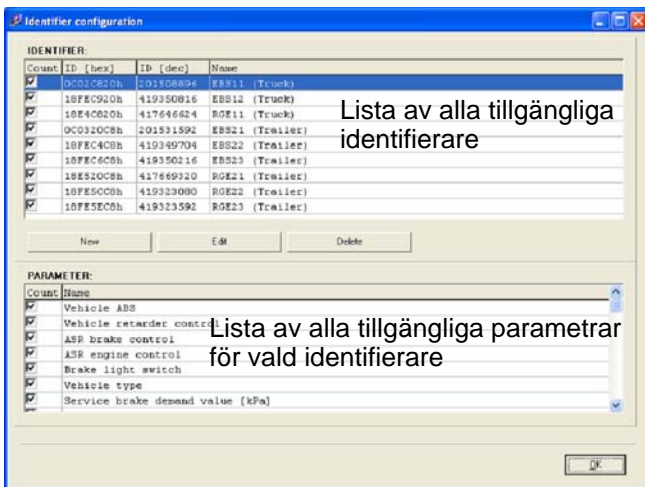 Identifier configuration
IDENTIFIER:
Count ID [hex] ID [dec] Name
0C02C820h 201508896 EBS11 (Truck)
18FEC920h 419350816 EBS12 (Truck)
18E4C820h 417646624 RGE11 (Truck)
0C0320C8h 201531592 EBS21 (Trailer)
18FEC4C8h 419349704 EBS22 (Trailer)
18FEC6C8h 419350216 EBS23 (Trailer)
18E520C8h 417669320 RGE21 (Trailer)
18FE5CC8h 419323080 RGE22 (Trailer)
18FE5EC8h 419323592 RGE23 (Trailer)
Lista av alla tillgängliga
identifierare
New Edit Delete
PARAMETER:
Count Name
Vehicle ABS
Vehicle retarder control
ASR brake control
ASR engine control
Brake light switch
Vehicle type
Service brake demand value [kPa]
Lista av alla tillgängliga parametrar
för vald identifierare
OK